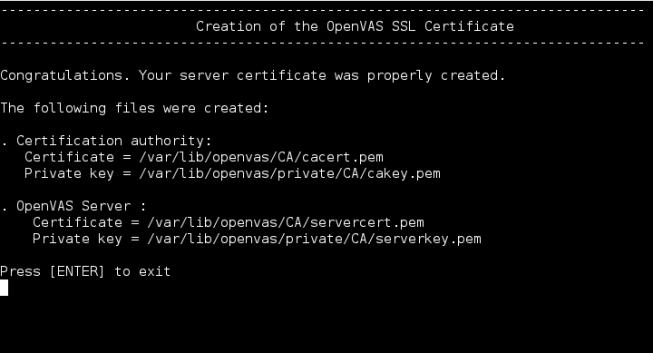 --------------------------------------------------------------------------------
Creation of the OpenVAS SSL Certificate
--------------------------------------------------------------------------------
Congratulations. Your server certificate was properly created.
The following files were created:
. Certification authority:
Certificate = /var/lib/openvas/CA/cacert.pem
Private key = /var/lib/openvas/private/CA/cakey.pem
. OpenVAS Server :
Certificate = /var/lib/openvas/CA/servercert.pem
Private key = /var/lib/openvas/private/CA/serverkey.pem
Press [ENTER] to exit